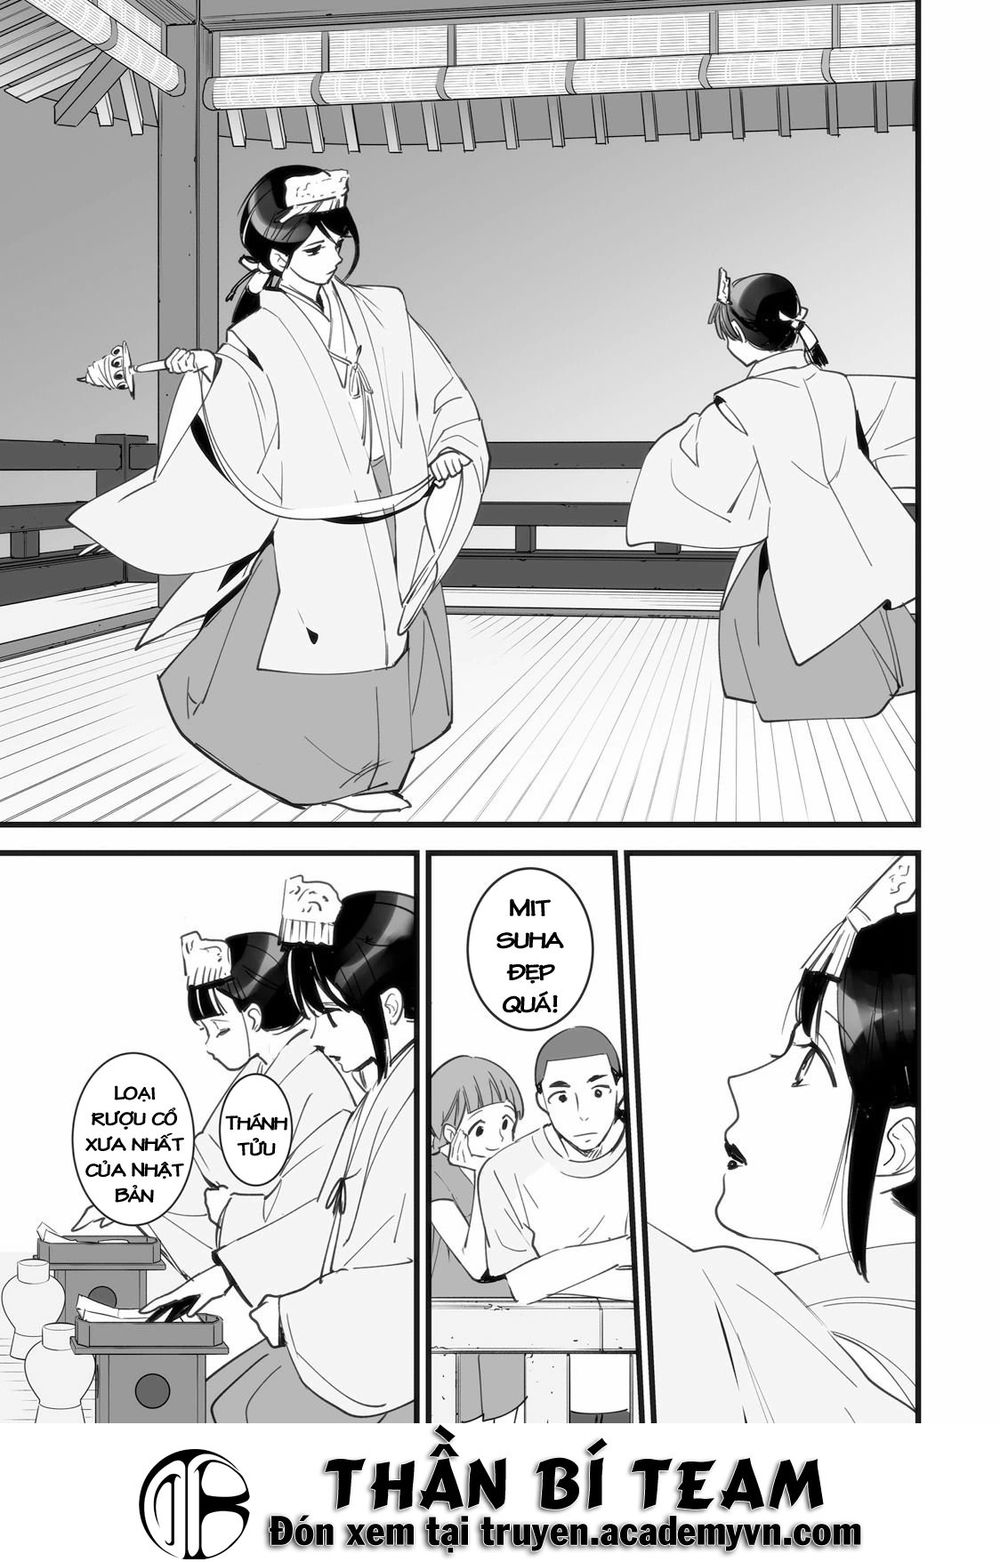 MIT
SUHA
ĐẸP
QUÁ!
THÁNH
TỬU
LOẠI
RƯỢU CỔ
XƯA NHẤT
CỦA NHẬT
BẢN
THẦN BÍ TEAM
Đón xem tại truyen.academyvn.com